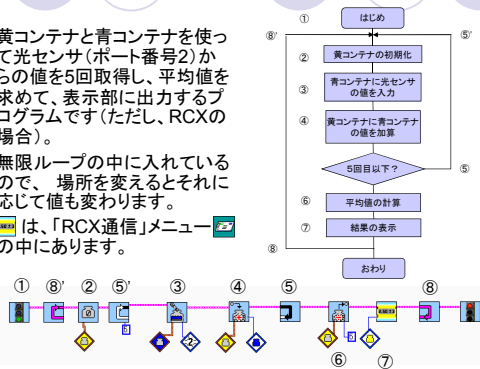 黄コンテナと青コンテナを使っ
て光センサ(ポート番号2)か
らの値を5回取得し、平均値を
求めて、表示部に出力するプ
ログラムです(ただし、RCXの
場合)。
無限ループの中に入れている
ので、 場所を変えるとそれに
応じて値も変わります。
は、「RCX通信」メニュー
の中にあります。
① はじめ
⑧' ⑤'
② 黄コンテナの初期化
③ 青コンテナに光センサ
の値を入力
④ 黄コンテナに青コンテナ
の値を加算
5回目以下? ⑤
⑥ 平均値の計算
⑦ 結果の表示
⑧
おわり
① ⑧' ② ⑤' ③ ④ ⑤ ⑧
5 2 5
⑥ ⑦